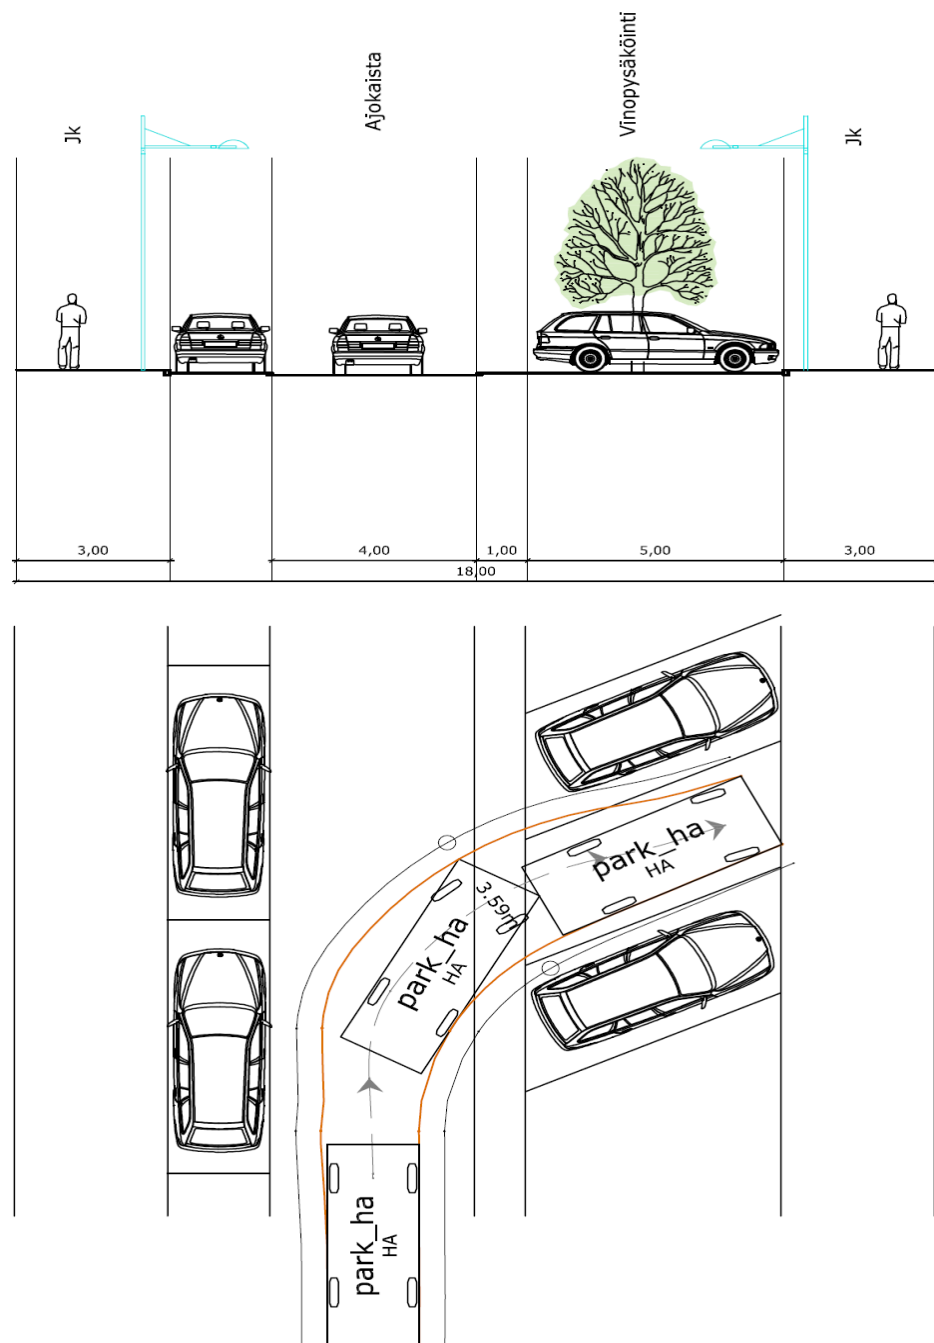 Jk
Ajokaista
Vinopysäköinti
Jk
3,00
4,00
1,00
5,00
3,00
18,00
park_ha
HA
3.59m
park_ha
HA
park_ha
HA